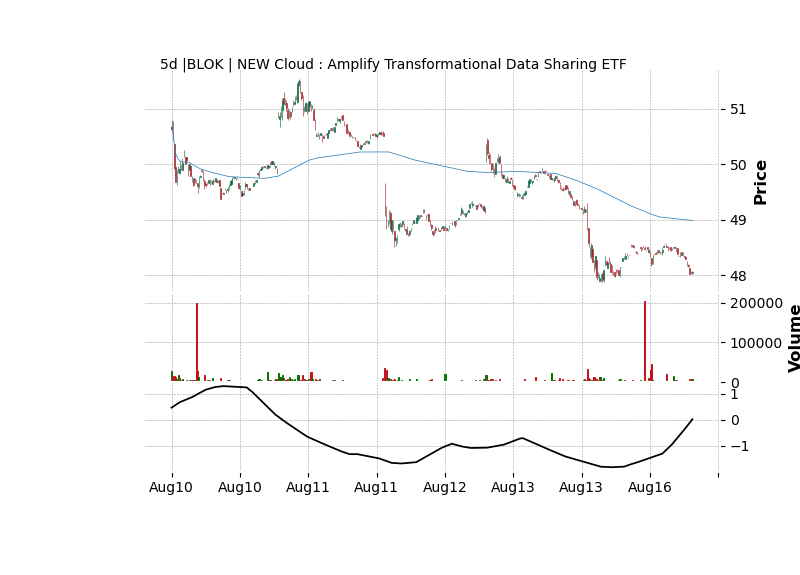 5d |BLOK | NEW Cloud : Amplify Transformational Data Sharing ETF
51
50
49
48
Price
200000
100000
0
Volume
1
0
−1
Aug10 Aug10 Aug11 Aug11 Aug12 Aug13 Aug13 Aug16